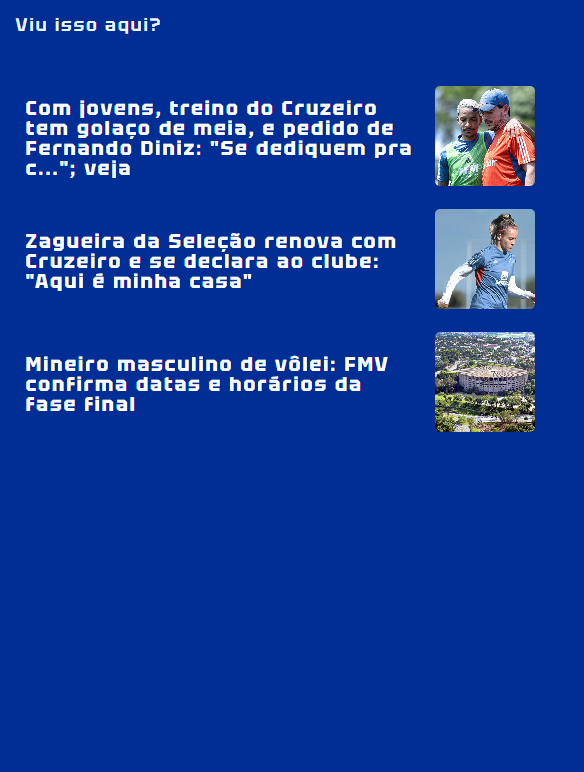 Viu isso aqui?
Com jovens, treino do Cruzeiro
tem golaço de meia, e pedido de
Fernando Diniz: "Se dediquem pra
c..."; veja
Zagueira da Seleção renova com
Cruzeiro e se declara ao clube:
"Aqui é minha casa"
Mineiro masculino de vôlei: FMV
confirma datas e horários da
fase final